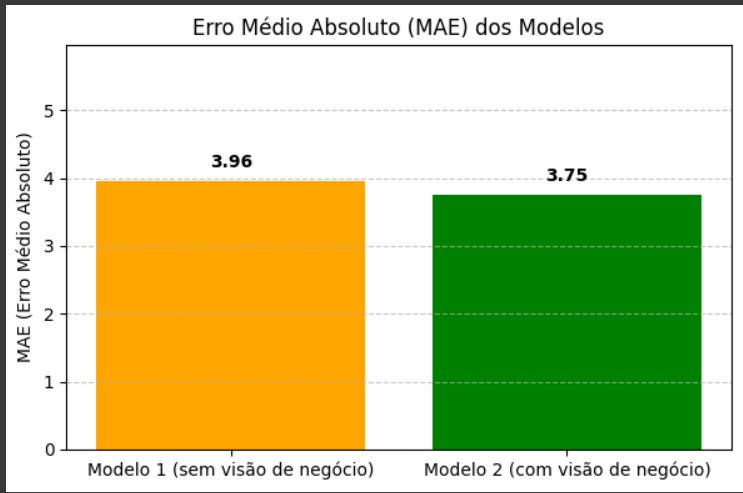 Erro Médio Absoluto (MAE) dos Modelos
MAE (Erro Médio Absoluto)
5
4
3
2
1
0
3.96
3.75
Modelo 1 (sem visão de negócio)
Modelo 2 (com visão de negócio)